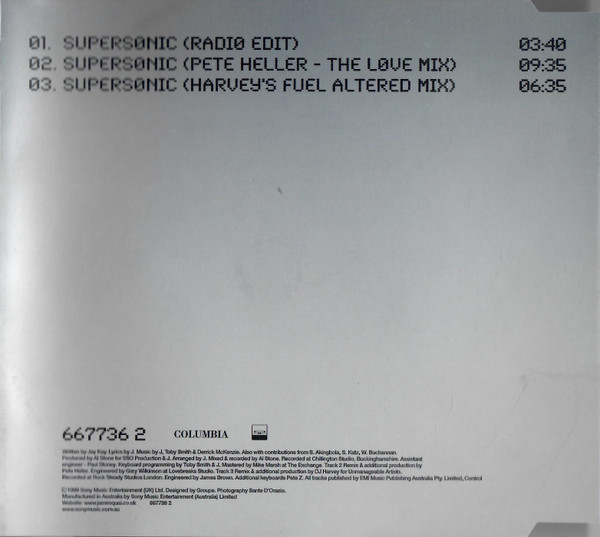 01. SUPERSONIC (RADIO EDIT) 03:40
02. SUPERSONIC (PETE HELLER - THE LOVE MIX) 09:35
03. SUPERSONIC (HARVEY'S FUEL ALTERED MIX) 06:35
667736 2 COLUMBIA
Written by Jay Kay. Lyrics by J. Music by J, Toby Smith & Derrick McKenzie. Also with contributions from S. Akingbola, S. Katz, W. Buchannan.
Produced by Al Stone for SSO Production & J. Arranged by J. Mixed & recorded by Al Stone. Recorded at Chillington Studio, Buckinghamshire. Assistant
engineer - Paul Stoney. Keyboard programming by Toby Smith & J, Mastered by Mike Marsh at The Exchange. Track 2 Remix & additional production by
Pete Heller. Engineered by Gary Wilkinson at Lovebreaks Studio. Track 3 Remix & additional production by DJ Harvey for Unmanageable Artists.
Recorded at Rock Steady Studios London. Engineered by James Brown. Additional keyboards Pete Z. All tracks published by EMI Music Publishing Australia Pty. Limited, Control
©1999 Sony Music Entertainment (UK) Ltd. Designed by Groupe. Photography Sante D'Orazio.
Manufactured in Australia by Sony Music Entertainment (Australia) Limited
Website: www.jamiroquai.co.uk 667736 2
www.sonymusic.com.au